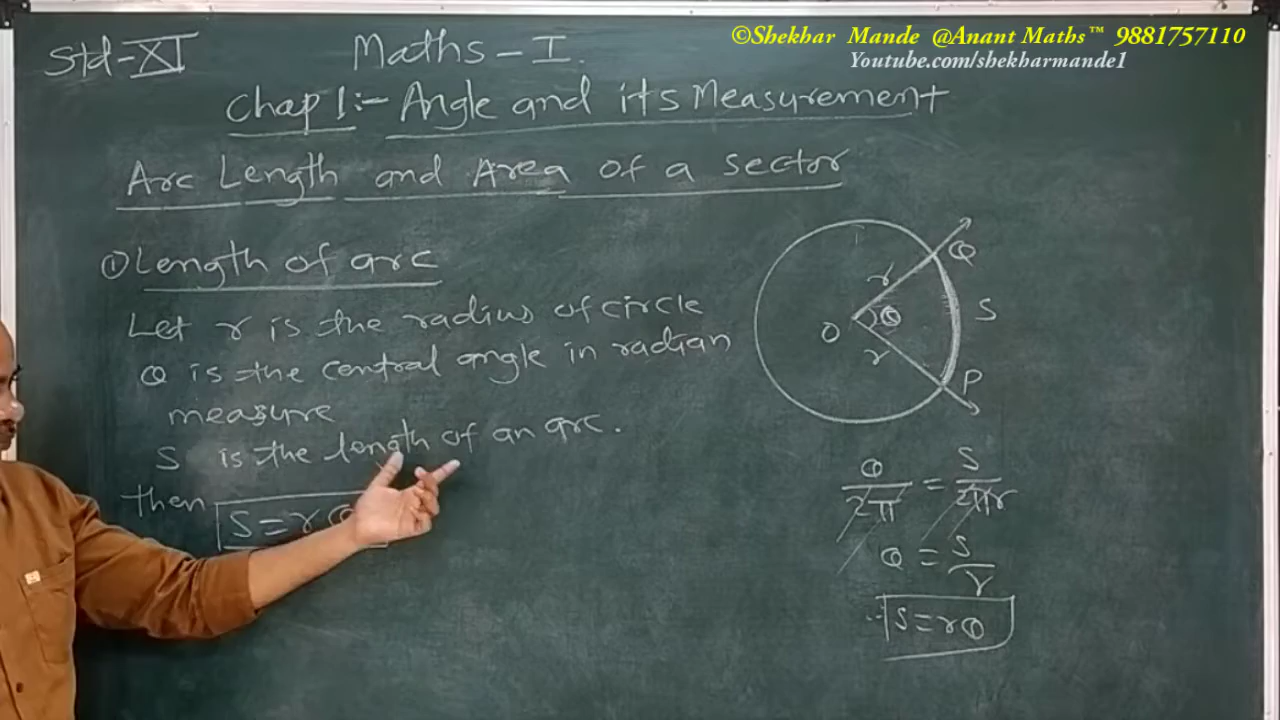 ©Shekhar Mande @Anant Maths™ 9881757110
Youtube.com/shekharmande1
Std-XI Maths-I.
Chap 1:- Angle and its Measurement
Arc Length and Area of a sector
① Length of arc
Let r is the radius of circle
θ is the central angle in radian
measure
S is the length of an arc.
then S=rθ
Q
r
θ
S
O
r
P
θ/2π = S/2πr
θ = S/r
∴ S=rθ